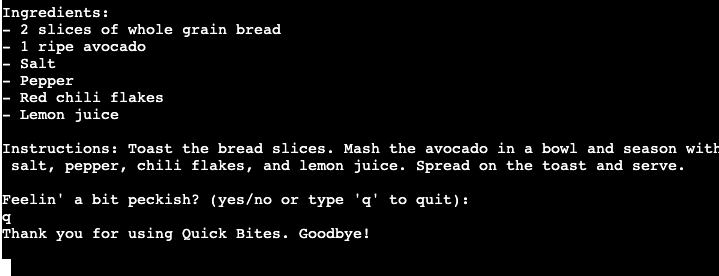 Ingredients:
- 2 slices of whole grain bread
- 1 ripe avocado
- Salt
- Pepper
- Red chili flakes
- Lemon juice
Instructions: Toast the bread slices. Mash the avocado in a bowl and season with
salt, pepper, chili flakes, and lemon juice. Spread on the toast and serve.
Feelin' a bit peckish? (yes/no or type 'q' to quit):
q
Thank you for using Quick Bites. Goodbye!